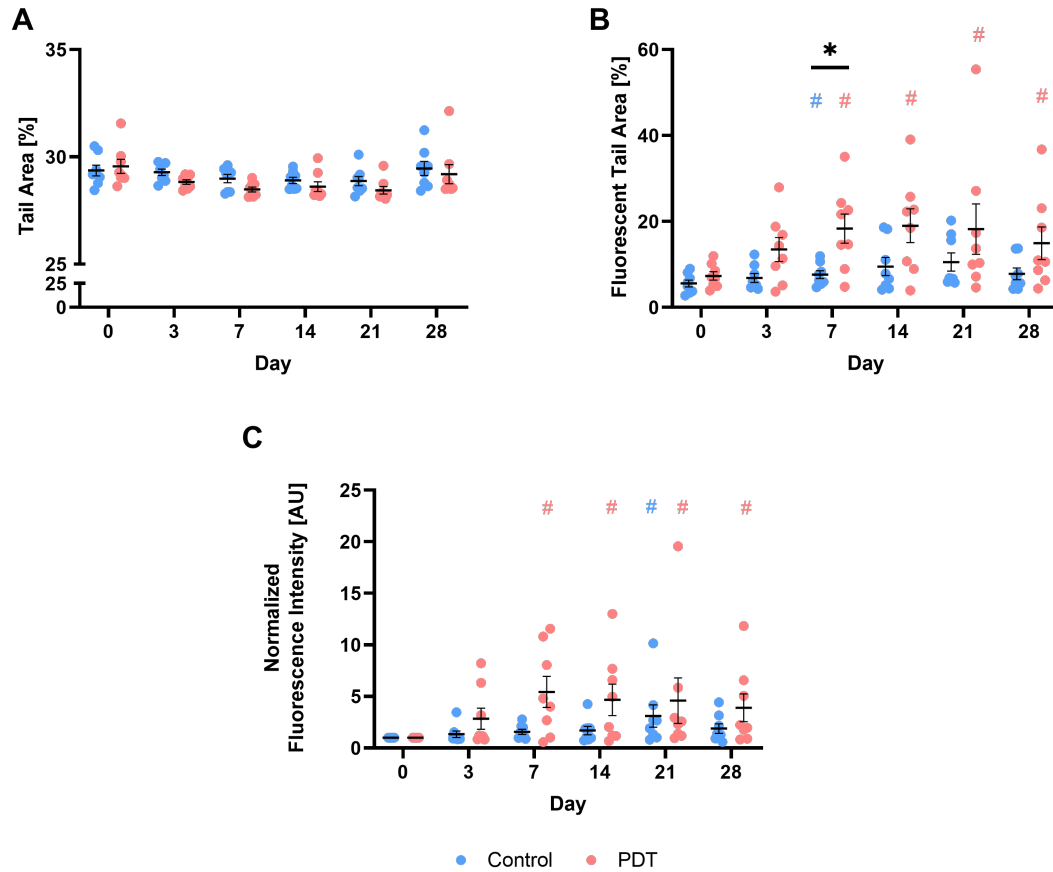 A
Tail Area [%]
35
30
25
25
0
0 3 7 14 21 28
Day
B
Fluorescent Tail Area [%]
60
40
20
0
*
# # # # #
0 3 7 14 21 28
Day
C
Normalized
Fluorescence Intensity [AU]
25
20
15
10
5
0
# # # # #
0 3 7 14 21 28
Day
Control PDT